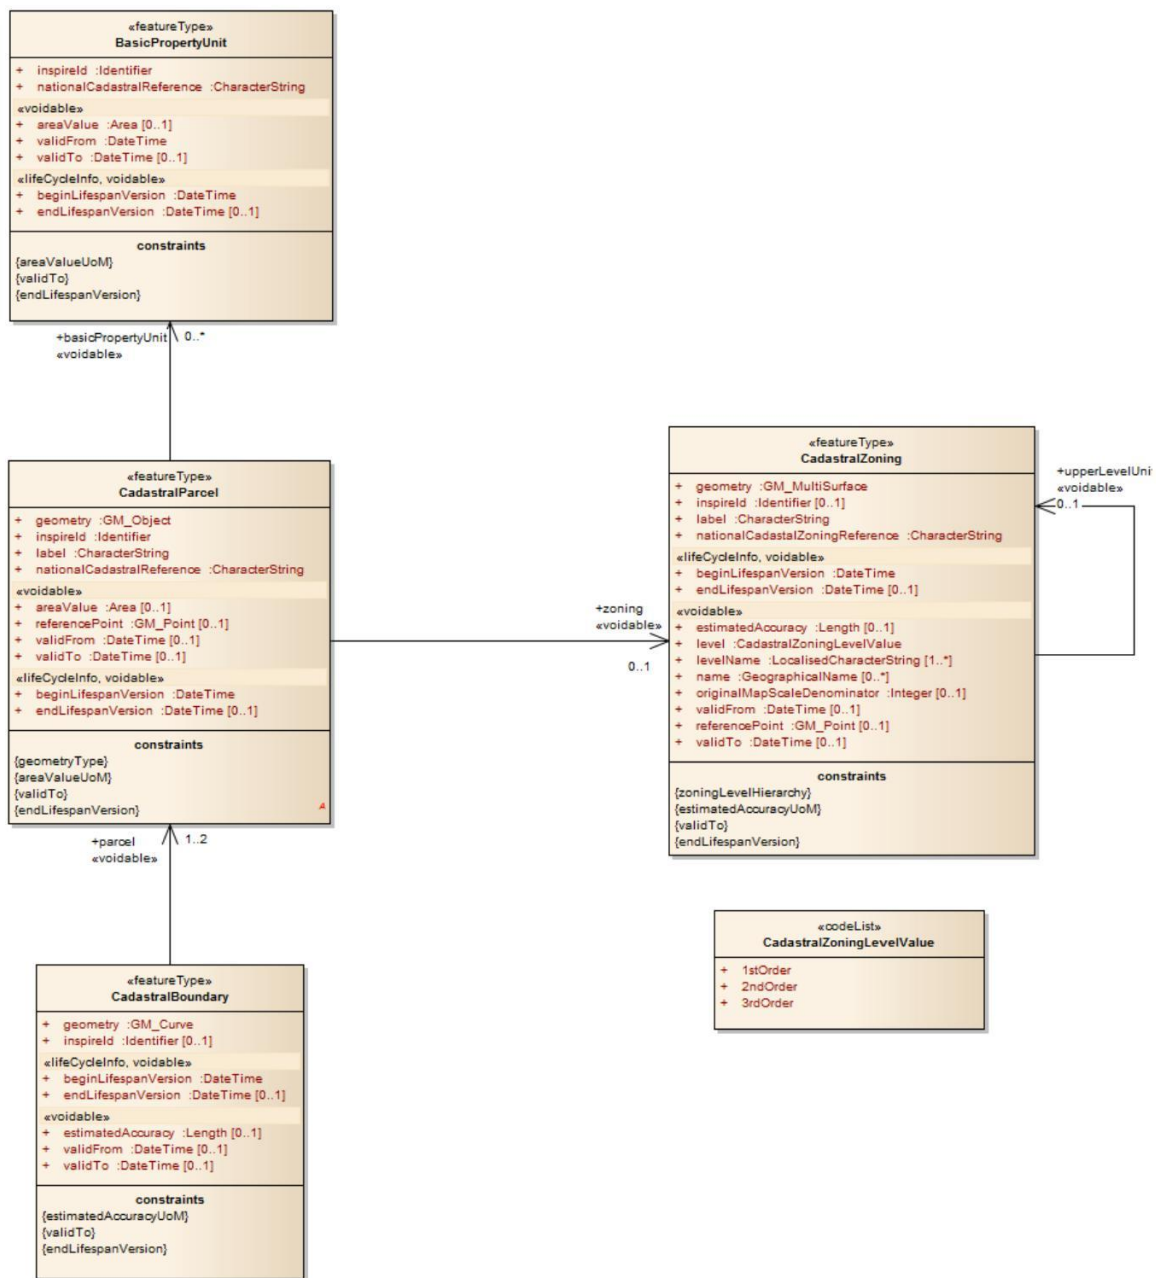 «featureType»
BasicPropertyUnit
+ inspireId :Identifier
+ nationalCadastralReference :CharacterString
«voidable»
+ areaValue :Area [0..1]
+ validFrom :DateTime
+ validTo :DateTime [0..1]
«lifeCycleInfo, voidable»
+ beginLifespanVersion :DateTime
+ endLifespanVersion :DateTime [0..1]
constraints
{areaValueUoM}
{validTo}
{endLifespanVersion}
+basicPropertyUnit 0..*
«voidable»
«featureType»
CadastralParcel
+ geometry :GM_Object
+ inspireId :Identifier
+ label :CharacterString
+ nationalCadastralReference :CharacterString
«voidable»
+ areaValue :Area [0..1]
+ referencePoint :GM_Point [0..1]
+ validFrom :DateTime [0..1]
+ validTo :DateTime [0..1]
«lifeCycleInfo, voidable»
+ beginLifespanVersion :DateTime
+ endLifespanVersion :DateTime [0..1]
constraints
{geometryType}
{areaValueUoM}
{validTo}
{endLifespanVersion}
A
+zoning
«voidable»
0..1
«featureType»
CadastralZoning
+ geometry :GM_MultiSurface
+ inspireId :Identifier [0..1]
+ label :CharacterString
+ nationalCadastalZoningReference :CharacterString
«lifeCycleInfo, voidable»
+ beginLifespanVersion :DateTime
+ endLifespanVersion :DateTime [0..1]
«voidable»
+ estimatedAccuracy :Length [0..1]
+ level :CadastralZoningLevelValue
+ levelName :LocalisedCharacterString [1..*]
+ name :GeographicalName [0..*]
+ originalMapScaleDenominator :Integer [0..1]
+ validFrom :DateTime [0..1]
+ referencePoint :GM_Point [0..1]
+ validTo :DateTime [0..1]
constraints
{zoningLevelHierarchy}
{estimatedAccuracyUoM}
{validTo}
{endLifespanVersion}
+upperLevelUni
«voidable»
0..1
+parcel 1..2
«voidable»
«featureType»
CadastralBoundary
+ geometry :GM_Curve
+ inspireId :Identifier [0..1]
«lifeCycleInfo, voidable»
+ beginLifespanVersion :DateTime
+ endLifespanVersion :DateTime [0..1]
«voidable»
+ estimatedAccuracy :Length [0..1]
+ validFrom :DateTime [0..1]
+ validTo :DateTime [0..1]
constraints
{estimatedAccuracyUoM}
{validTo}
{endLifespanVersion}
«codeList»
CadastralZoningLevelValue
+ 1stOrder
+ 2ndOrder
+ 3rdOrder